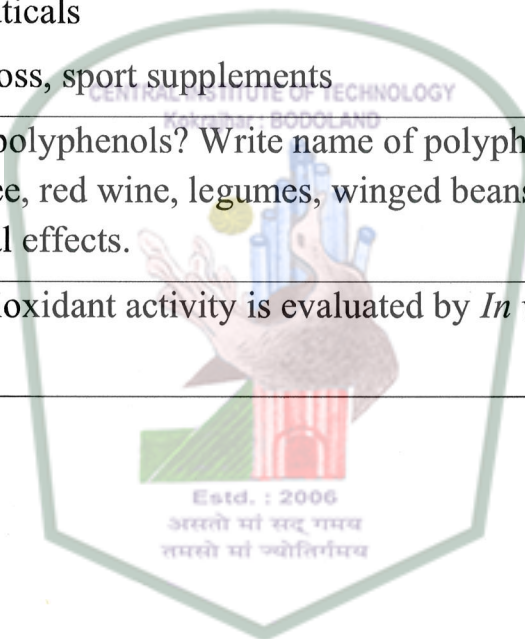 ticals
oss, sport supplements
CENTRAL INSTITUTE OF TECHNOLOGY
Kokrajhar : BODOLAND
polyphenols? Write name of polyph
ee, red wine, legumes, winged beans
l effects.
oxidant activity is evaluated by In
Estd. : 2006
असतो मां सद् गमय
तमसो मां ज्योतिर्गमय